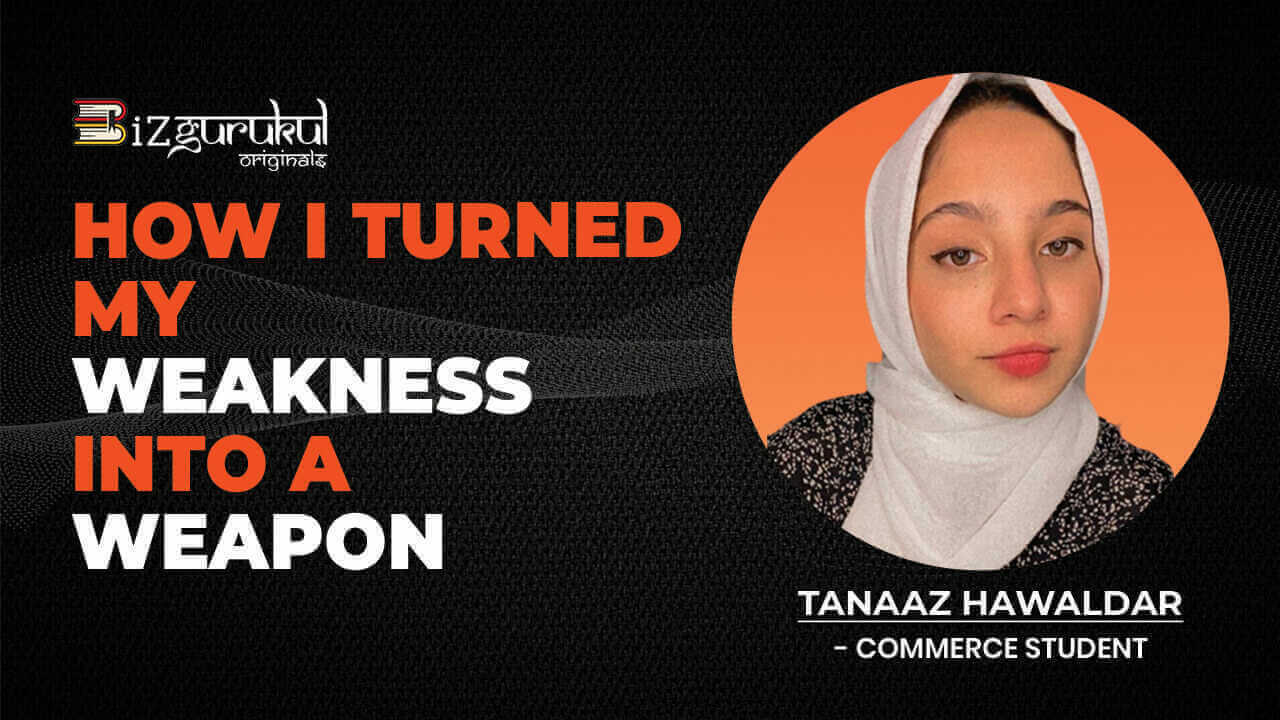 BiZgurukul
originals
HOW I TURNED
MY
WEAKNESS
INTO A
WEAPON
TANAAZ HAWALDAR
- COMMERCE STUDENT